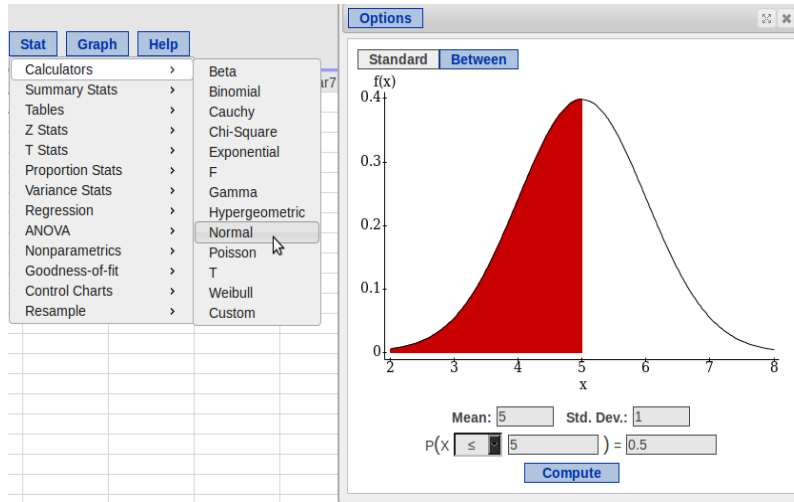 Stat Graph Help
Calculators
Summary Stats
Tables
Z Stats
T Stats
Proportion Stats
Variance Stats
Regression
ANOVA
Nonparametrics
Goodness-of-fit
Control Charts
Resample
Beta
Binomial
Cauchy
Chi-Square
Exponential
F
Gamma
Hypergeometric
Normal
Poisson
T
Weibull
Custom
Options
Standard Between
f(x)
0.4
0.3
0.2
0.1
0
2 3 4 5 6 7 8
x
Mean: 5 Std. Dev.: 1
P(X ≤ 5 ) = 0.5
Compute